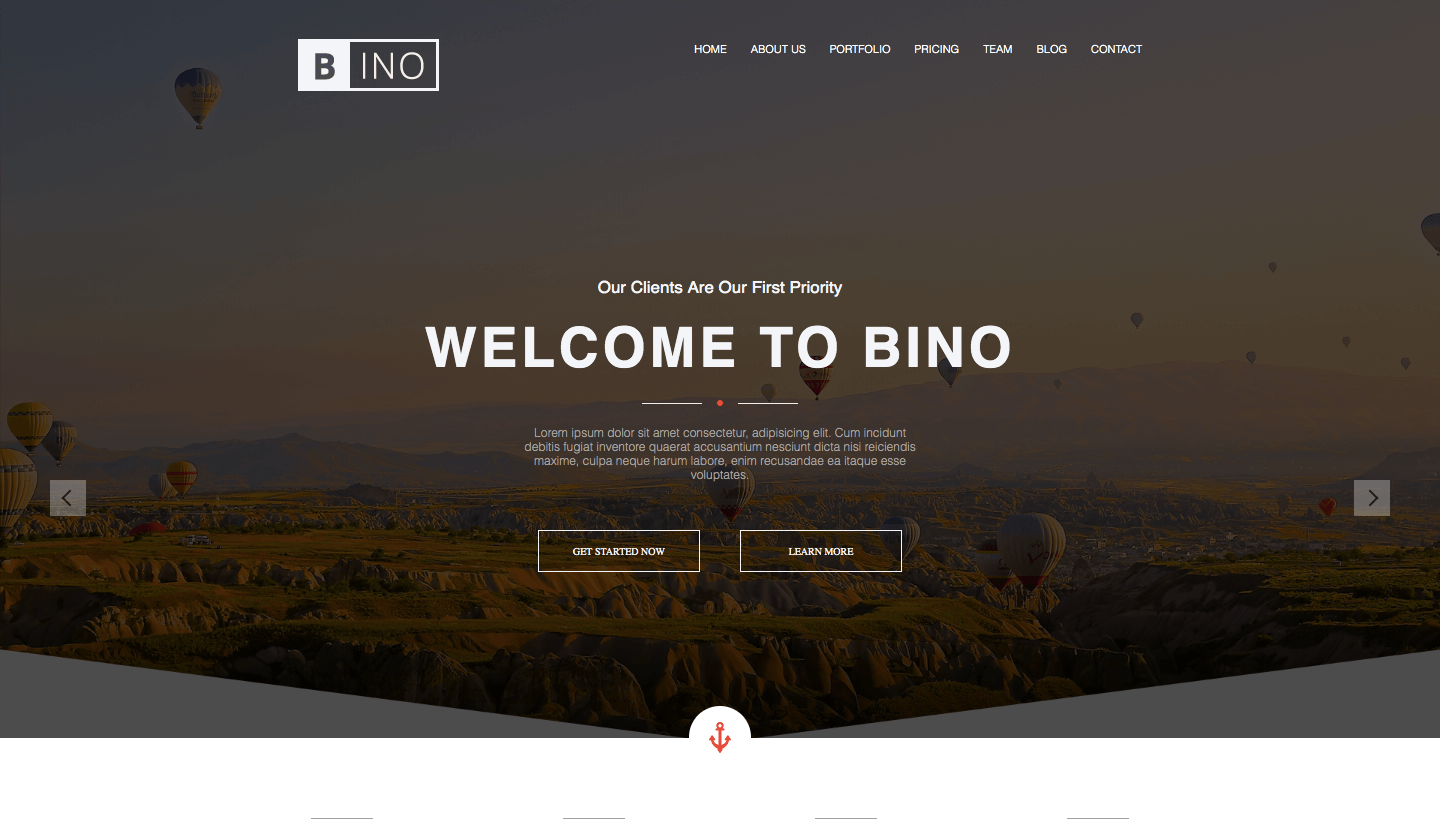 BINO
HOME ABOUT US PORTFOLIO PRICING TEAM BLOG CONTACT
Our Clients Are Our First Priority
WELCOME TO BINO
Lorem ipsum dolor sit amet consectetur, adipisicing elit. Cum incidunt
debitis fugiat inventore quaerat accusantium nesciunt dicta nisi reiciendis
maxime, culpa neque harum labore, enim recusandae ea itaque esse
voluptates.
GET STARTED NOW LEARN MORE